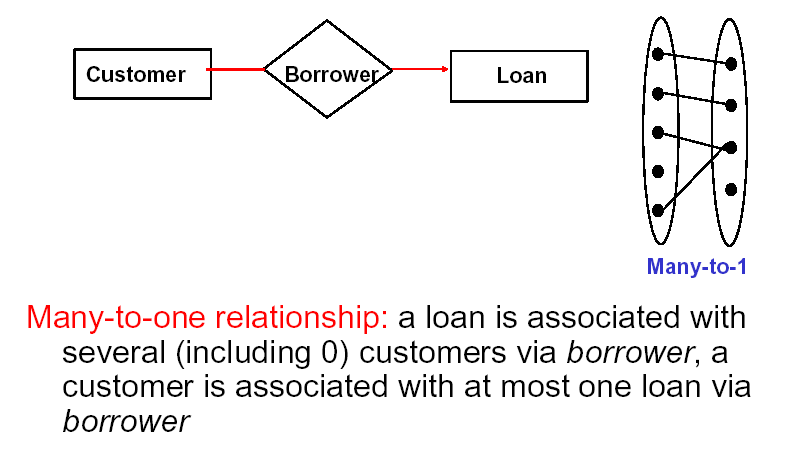 Customer
Borrower
Loan
Many-to-1
Many-to-one relationship: a loan is associated with
several (including 0) customers via borrower, a
customer is associated with at most one loan via
borrower